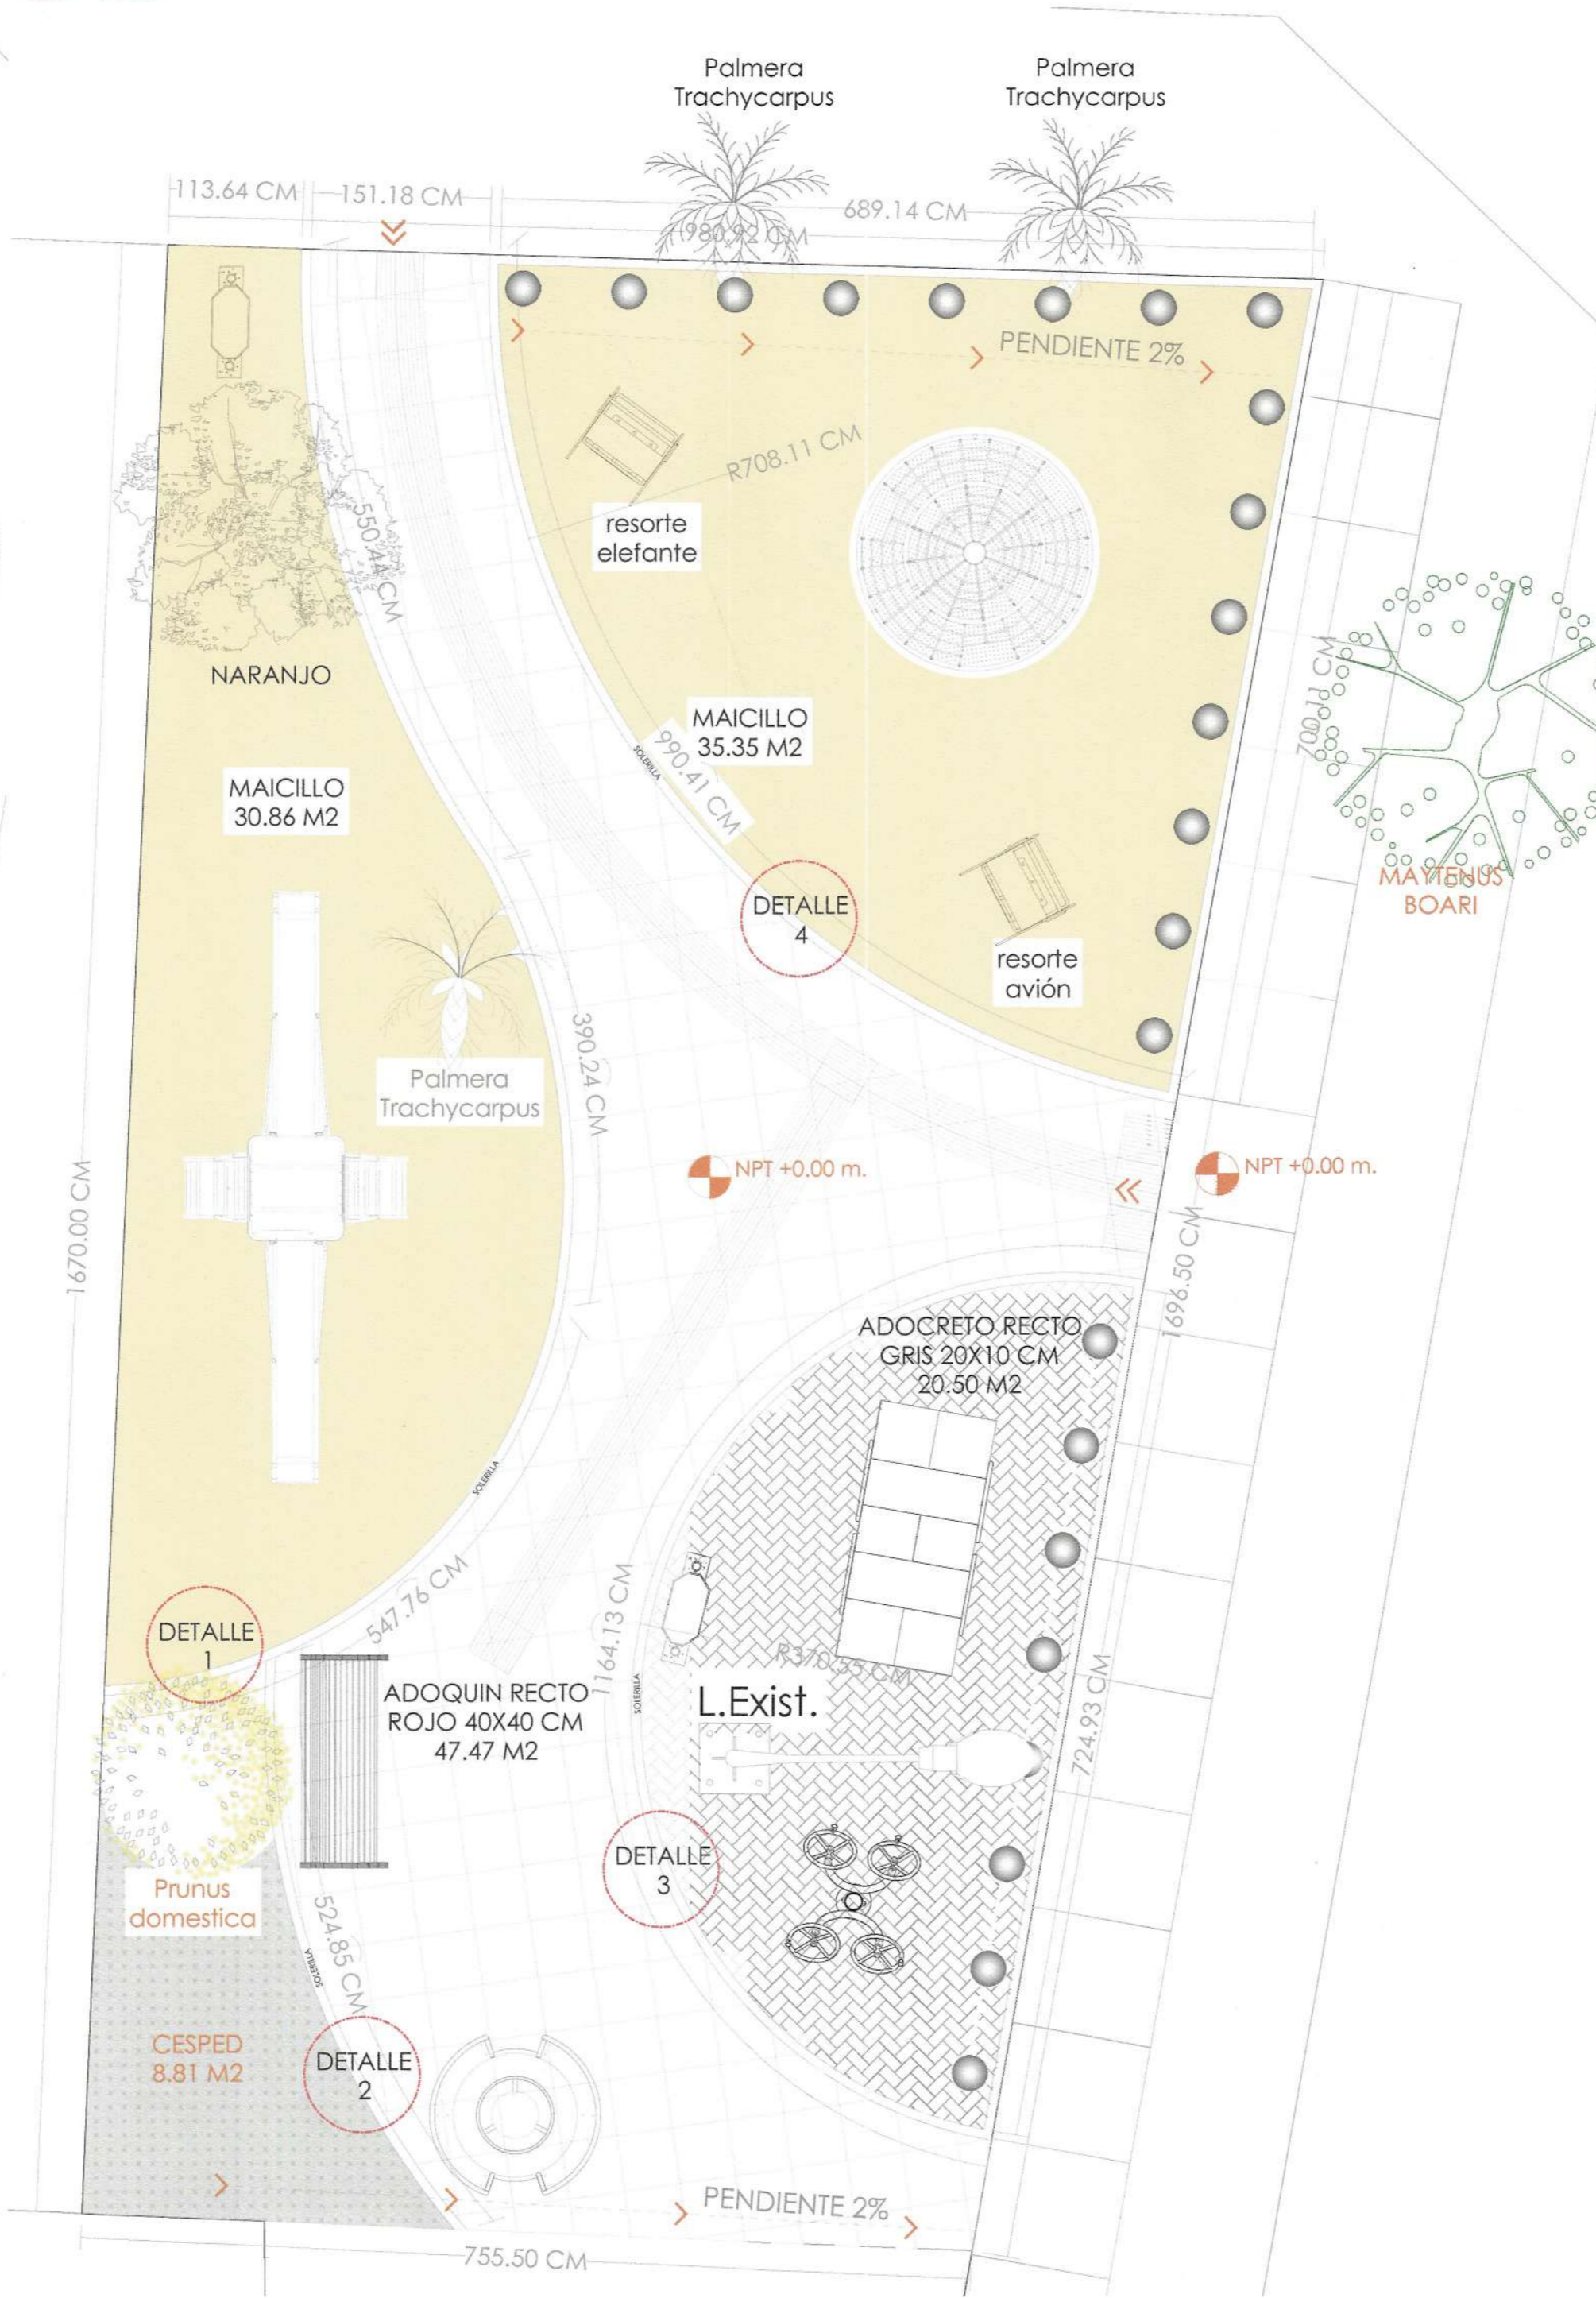 Palmera
Trachycarpus
Palmera
Trachycarpus
113.64 CM
151.18 CM
689.14 CM
980.92 CM
PENDIENTE 2%
R708.11 CM
resorte
elefante
550.44 CM
NARANJO
MAICILLO
35.35 M2
SOLERILLA
990.41 CM
700.11 CM
MAICILLO
30.86 M2
MAYTENUS
BOARI
DETALLE
4
resorte
avión
390.24 CM
Palmera
Trachycarpus
NPT +0.00 m.
NPT +0.00 m.
1670.00 CM
1696.50 CM
ADOCRETO RECTO
GRIS 20X10 CM
20.50 M2
SOLERILLA
547.76 CM
1164.13 CM
DETALLE
1
R370.55 CM
SOLERILLA
L.Exist.
ADOQUIN RECTO
ROJO 40X40 CM
47.47 M2
724.93 CM
DETALLE
3
Prunus
domestica
524.85 CM
SOLERILLA
CESPED
8.81 M2
DETALLE
2
PENDIENTE 2%
755.50 CM